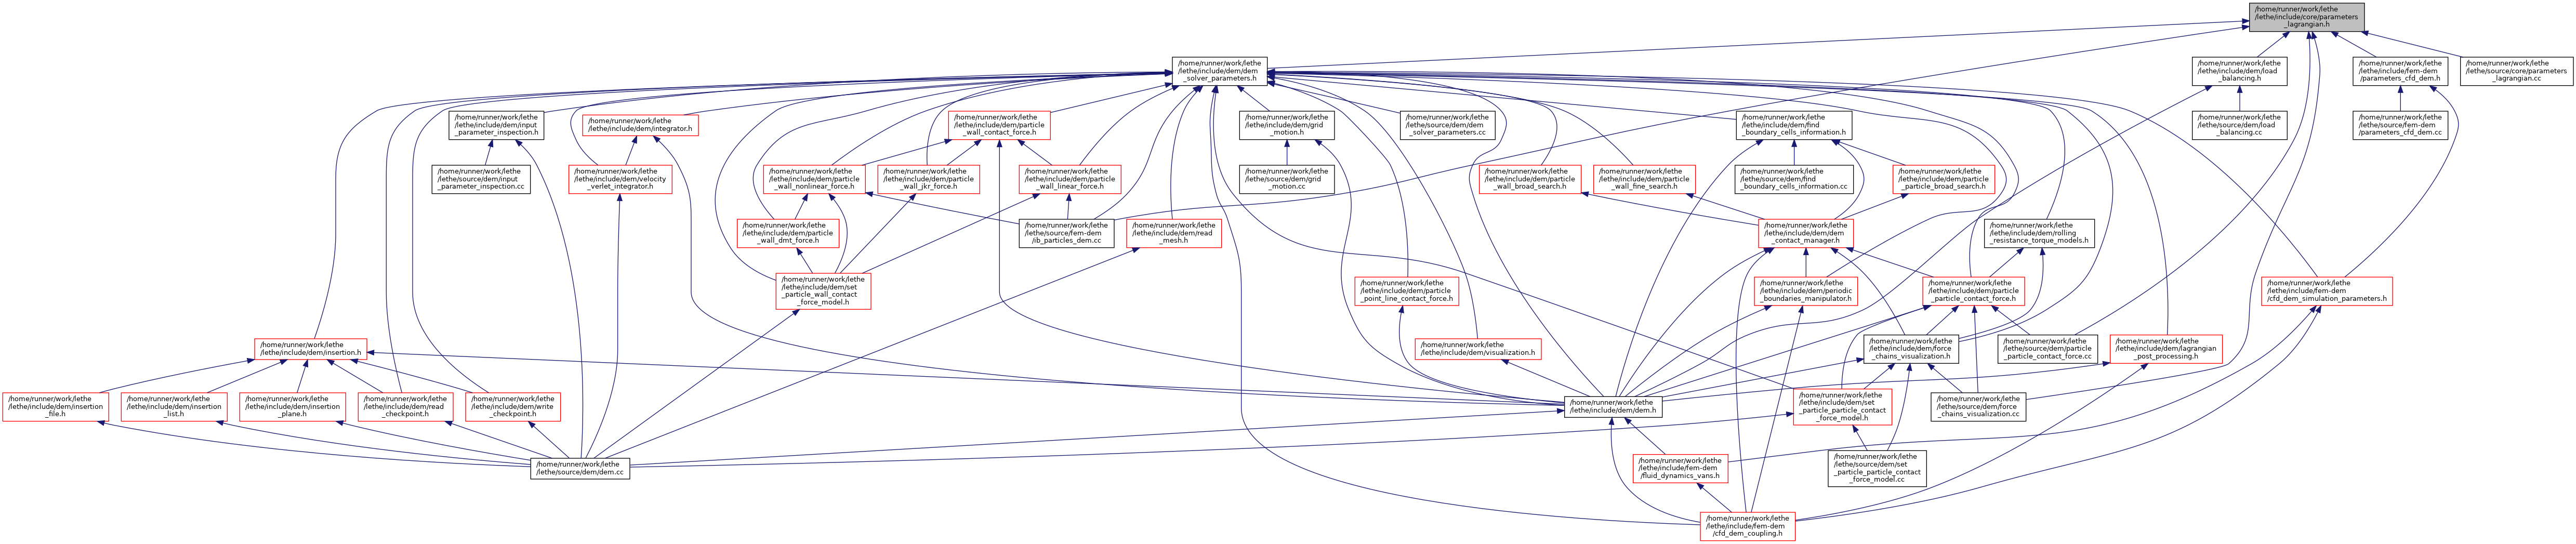 /home/runner/work/lethe
/lethe/include/core/parameters
_lagrangian.h
/home/runner/work/lethe
/lethe/include/dem/dem
_solver_parameters.h
/home/runner/work/lethe
/lethe/include/dem/load
_balancing.h
/home/runner/work/lethe
/lethe/include/fem-dem
/parameters_cfd_dem.h
/home/runner/work/lethe
/lethe/source/core/parameters
_lagrangian.cc
/home/runner/work/lethe
/lethe/include/dem/input
_parameter_inspection.h
/home/runner/work/lethe
/lethe/include/dem/integrator.h
/home/runner/work/lethe
/lethe/include/dem/particle
_wall_contact_force.h
/home/runner/work/lethe
/lethe/include/dem/grid
_motion.h
/home/runner/work/lethe
/lethe/source/dem/dem
_solver_parameters.cc
/home/runner/work/lethe
/lethe/include/dem/find
_boundary_cells_information.h
/home/runner/work/lethe
/lethe/source/dem/load
_balancing.cc
/home/runner/work/lethe
/lethe/source/fem-dem
/parameters_cfd_dem.cc
/home/runner/work/lethe
/lethe/source/dem/input
_parameter_inspection.cc
/home/runner/work/lethe
/lethe/include/dem/velocity
_verlet_integrator.h
/home/runner/work/lethe
/lethe/include/dem/particle
_wall_nonlinear_force.h
/home/runner/work/lethe
/lethe/include/dem/particle
_wall_jkr_force.h
/home/runner/work/lethe
/lethe/include/dem/particle
_wall_linear_force.h
/home/runner/work/lethe
/lethe/source/dem/grid
_motion.cc
/home/runner/work/lethe
/lethe/include/dem/particle
_wall_broad_search.h
/home/runner/work/lethe
/lethe/include/dem/particle
_wall_fine_search.h
/home/runner/work/lethe
/lethe/source/dem/find
_boundary_cells_information.cc
/home/runner/work/lethe
/lethe/include/dem/particle
_particle_broad_search.h
/home/runner/work/lethe
/lethe/include/dem/particle
_wall_dmt_force.h
/home/runner/work/lethe
/lethe/source/fem-dem
/ib_particles_dem.cc
/home/runner/work/lethe
/lethe/include/dem/read
_mesh.h
/home/runner/work/lethe
/lethe/include/dem/dem
_contact_manager.h
/home/runner/work/lethe
/lethe/include/dem/rolling
_resistance_torque_models.h
/home/runner/work/lethe
/lethe/include/dem/set
_particle_wall_contact
_force_model.h
/home/runner/work/lethe
/lethe/include/dem/particle
_point_line_contact_force.h
/home/runner/work/lethe
/lethe/include/dem/periodic
_boundaries_manipulator.h
/home/runner/work/lethe
/lethe/include/dem/particle
_particle_contact_force.h
/home/runner/work/lethe
/lethe/include/fem-dem
/cfd_dem_simulation_parameters.h
/home/runner/work/lethe
/lethe/include/dem/insertion.h
/home/runner/work/lethe
/lethe/include/dem/visualization.h
/home/runner/work/lethe
/lethe/include/dem/force
_chains_visualization.h
/home/runner/work/lethe
/lethe/source/dem/particle
_particle_contact_force.cc
/home/runner/work/lethe
/lethe/include/dem/lagrangian
_post_processing.h
/home/runner/work/lethe
/lethe/include/dem/insertion
_file.h
/home/runner/work/lethe
/lethe/include/dem/insertion
_list.h
/home/runner/work/lethe
/lethe/include/dem/insertion
_plane.h
/home/runner/work/lethe
/lethe/include/dem/read
_checkpoint.h
/home/runner/work/lethe
/lethe/include/dem/write
_checkpoint.h
/home/runner/work/lethe
/lethe/include/dem/dem.h
/home/runner/work/lethe
/lethe/include/dem/set
_particle_particle_contact
_force_model.h
/home/runner/work/lethe
/lethe/source/dem/force
_chains_visualization.cc
/home/runner/work/lethe
/lethe/source/dem/dem.cc
/home/runner/work/lethe
/lethe/include/fem-dem
/fluid_dynamics_vans.h
/home/runner/work/lethe
/lethe/source/dem/set
_particle_particle_contact
_force_model.cc
/home/runner/work/lethe
/lethe/include/fem-dem
/cfd_dem_coupling.h